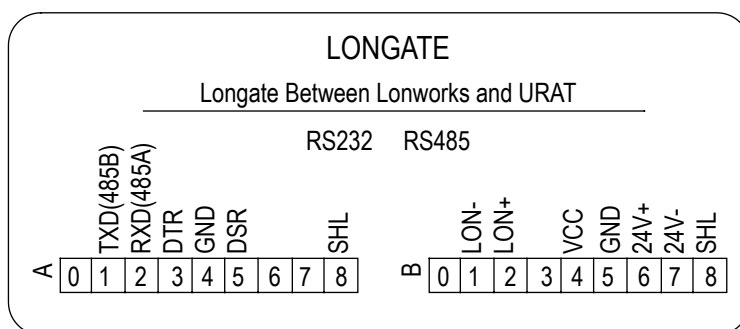 LONGATE
Longate Between Lonworks and URAT
RS232 RS485
TXD(485B) RXD(485A) DTR GND DSR SHL
A 0 1 2 3 4 5 6 7 8
LON- LON+ VCC GND 24V+ 24V- SHL
B 0 1 2 3 4 5 6 7 8